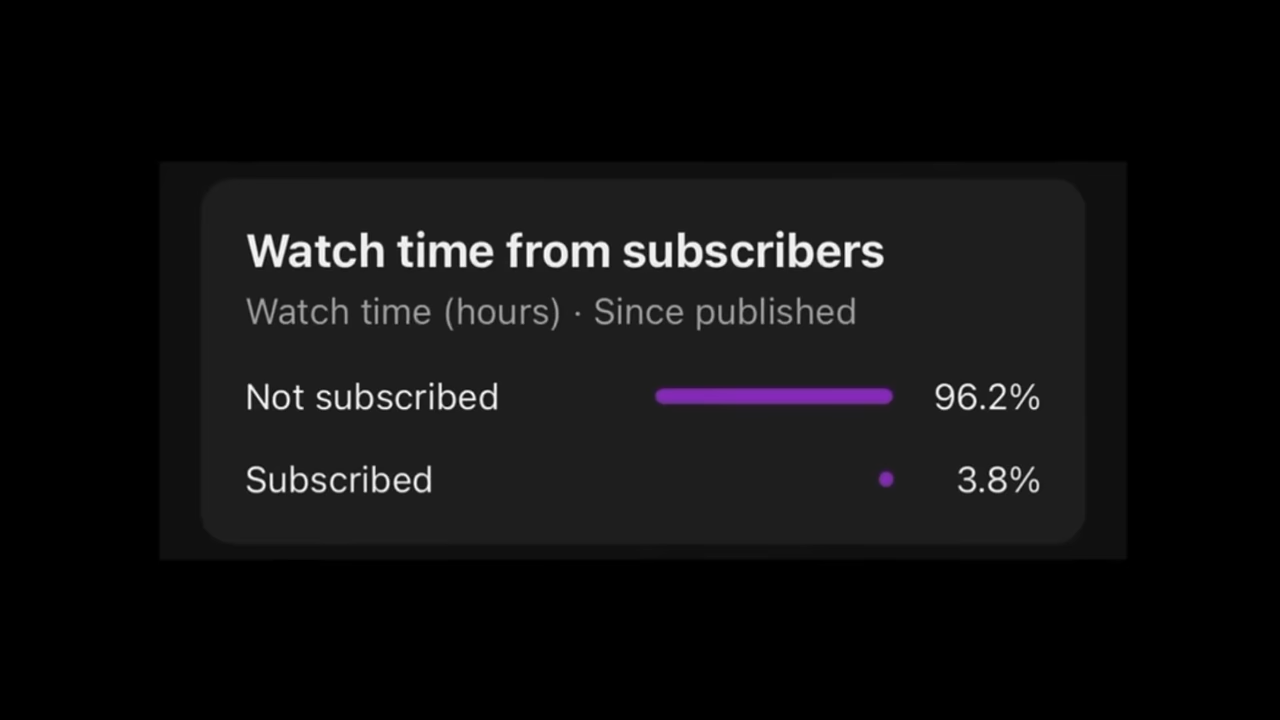 Watch time from subscribers
Watch time (hours) · Since published
Not subscribed 96.2%
Subscribed 3.8%